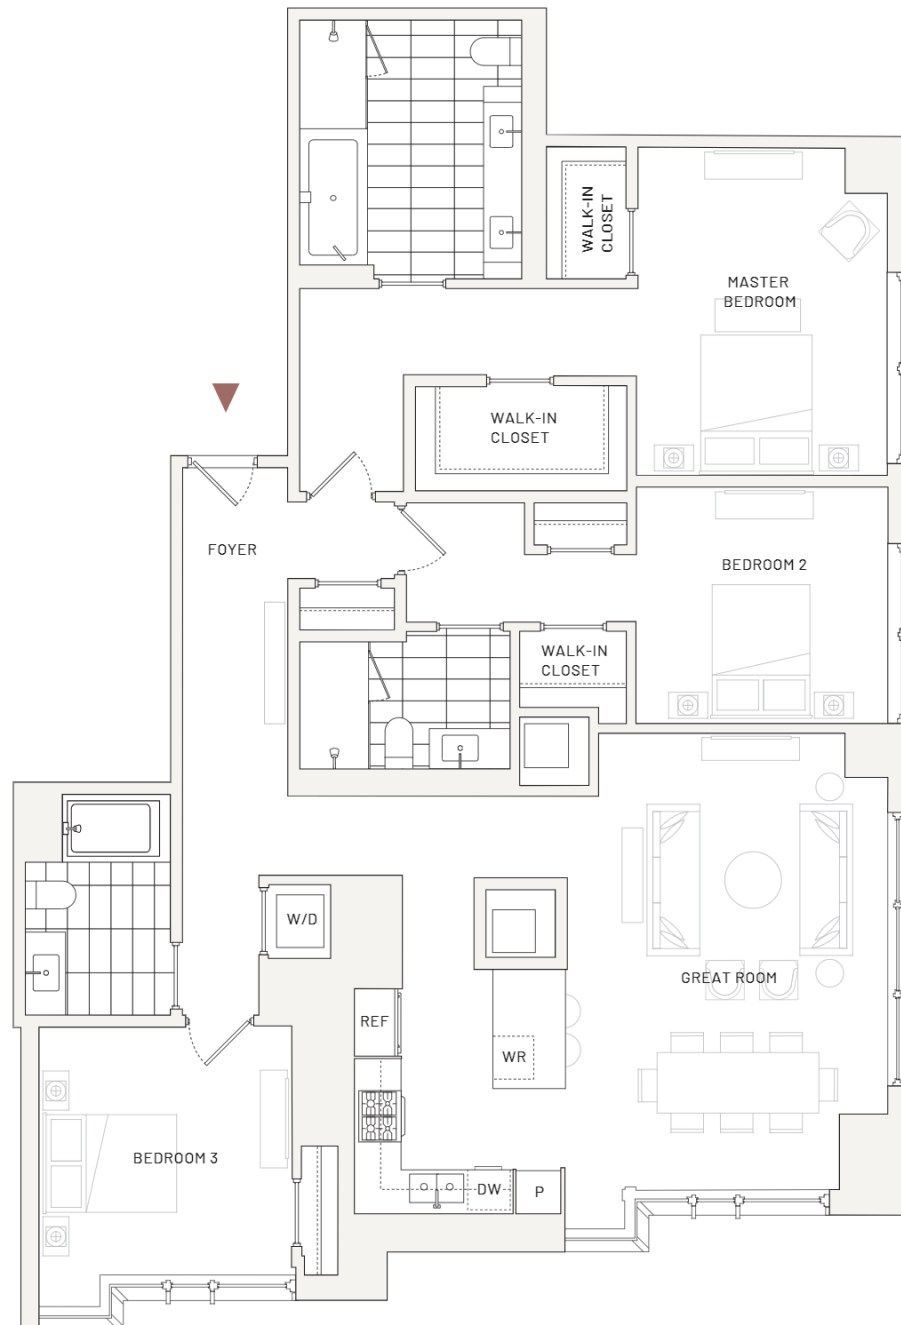 WALK-IN
CLOSET
MASTER
BEDROOM
WALK-IN
CLOSET
FOYER
BEDROOM 2
WALK-IN
CLOSET
W/D
GREAT ROOM
REF
WR
BEDROOM 3
DW
P